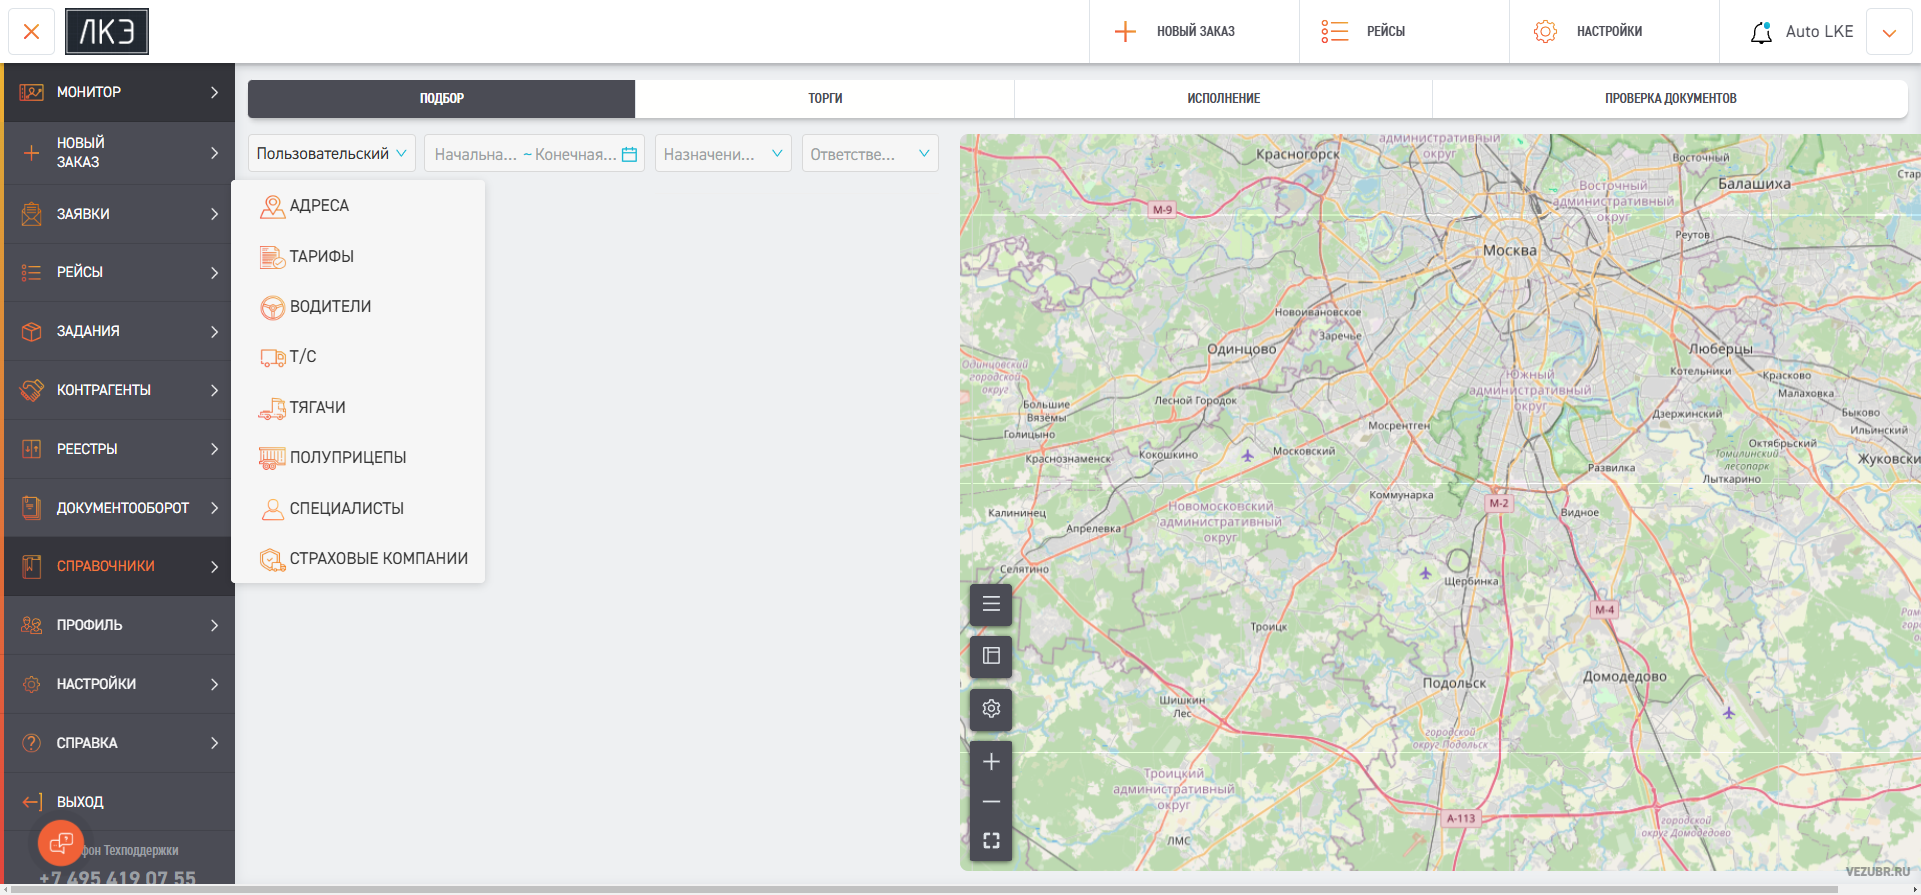 ЛКЭ
НОВЫЙ ЗАКАЗ
РЕЙСЫ
НАСТРОЙКИ
Auto LKE
МОНИТОР
НОВЫЙ
ЗАКАЗ
ЗАЯВКИ
РЕЙСЫ
ЗАДАНИЯ
КОНТРАГЕНТЫ
РЕЕСТРЫ
ДОКУМЕНТООБОРОТ
СПРАВОЧНИКИ
ПРОФИЛЬ
НАСТРОЙКИ
СПРАВКА
ВЫХОД
фон Техподдержки
+7 495 419 07 55
ПОДБОР
ТОРГИ
ИСПОЛНЕНИЕ
ПРОВЕРКА ДОКУМЕНТОВ
Пользовательский
Начальна... ~ Конечная...
Назначени...
Ответстве...
АДРЕСА
ТАРИФЫ
ВОДИТЕЛИ
Т/С
ТЯГАЧИ
ПОЛУПРИЦЕПЫ
СПЕЦИАЛИСТЫ
СТРАХОВЫЕ КОМПАНИИ
административный
округ
Красногорск
Восточный
Балашиха
Стар
Восточный
административный
округ
М-9
Реутов
Москва
Новоивановское
Заречье
Одинцово
Люберцы
Одинцовский
городской
округ
Южный
административный
округ
Котельники
Красково
Малаховка
Большие
Вязёмы
Лесной Городок
Дзержинский
Быково
Мосрентген
Ильинский
Голицыно
Октябрьский
Краснознаменск
Кокошкино
Московский
Томилинский
лесопарк
Жуковски
Развилка
Лыткарино
Коммунарка
М-2
Калининец
Новомосковский
административный
округ
Видное
Апрелевка
Селятино
Щербинка
М-4
Рам
горо
о
Троицк
Подольск
Домодедово
Шишкин
Лес
городской
округ Подольск
Троицкий
административный
округ
А-113
городской
округ Домодедово
ЛМС
VEZUBR.RU